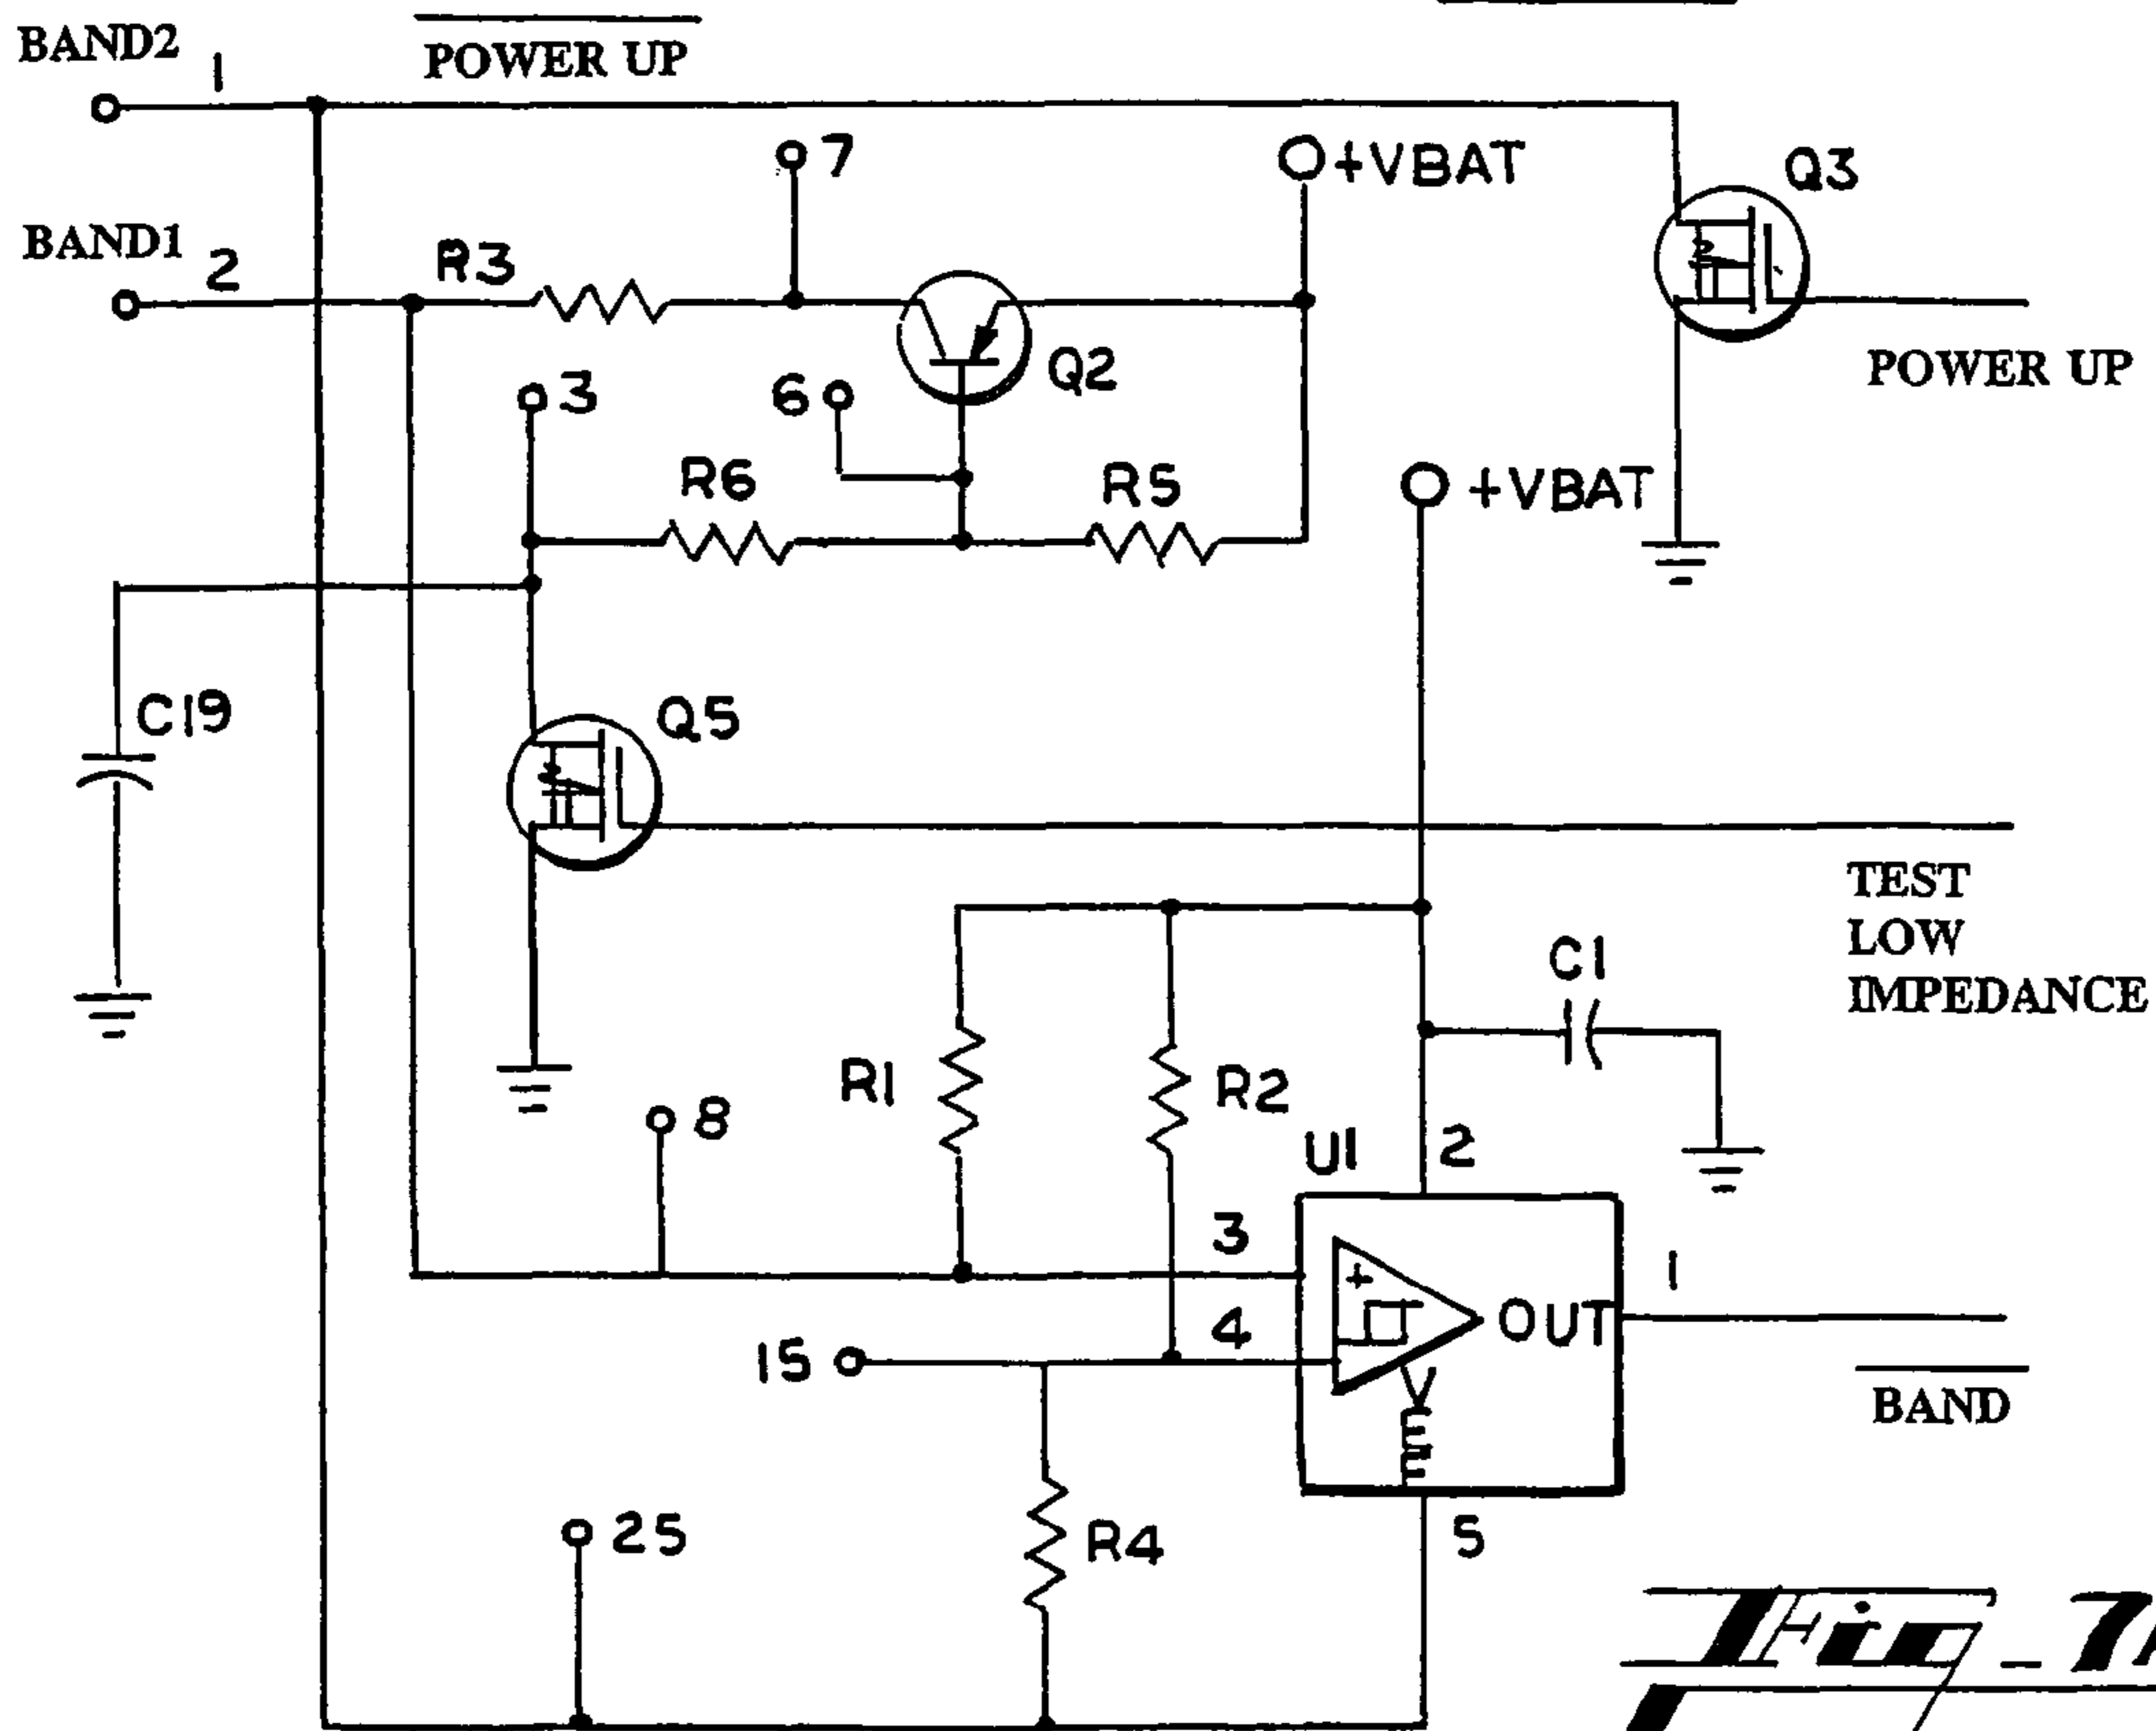 BAND2
1
POWER UP
7
+VBAT
Q3
BAND1
2
R3
Q2
POWER UP
3
6
R6
R5
+VBAT
C19
Q5
TEST
LOW
IMPEDANCE
C1
R1
R2
8
U1
2
3
+
1
4
OUT
15
VEE
BAND
25
R4
5
Fig_7